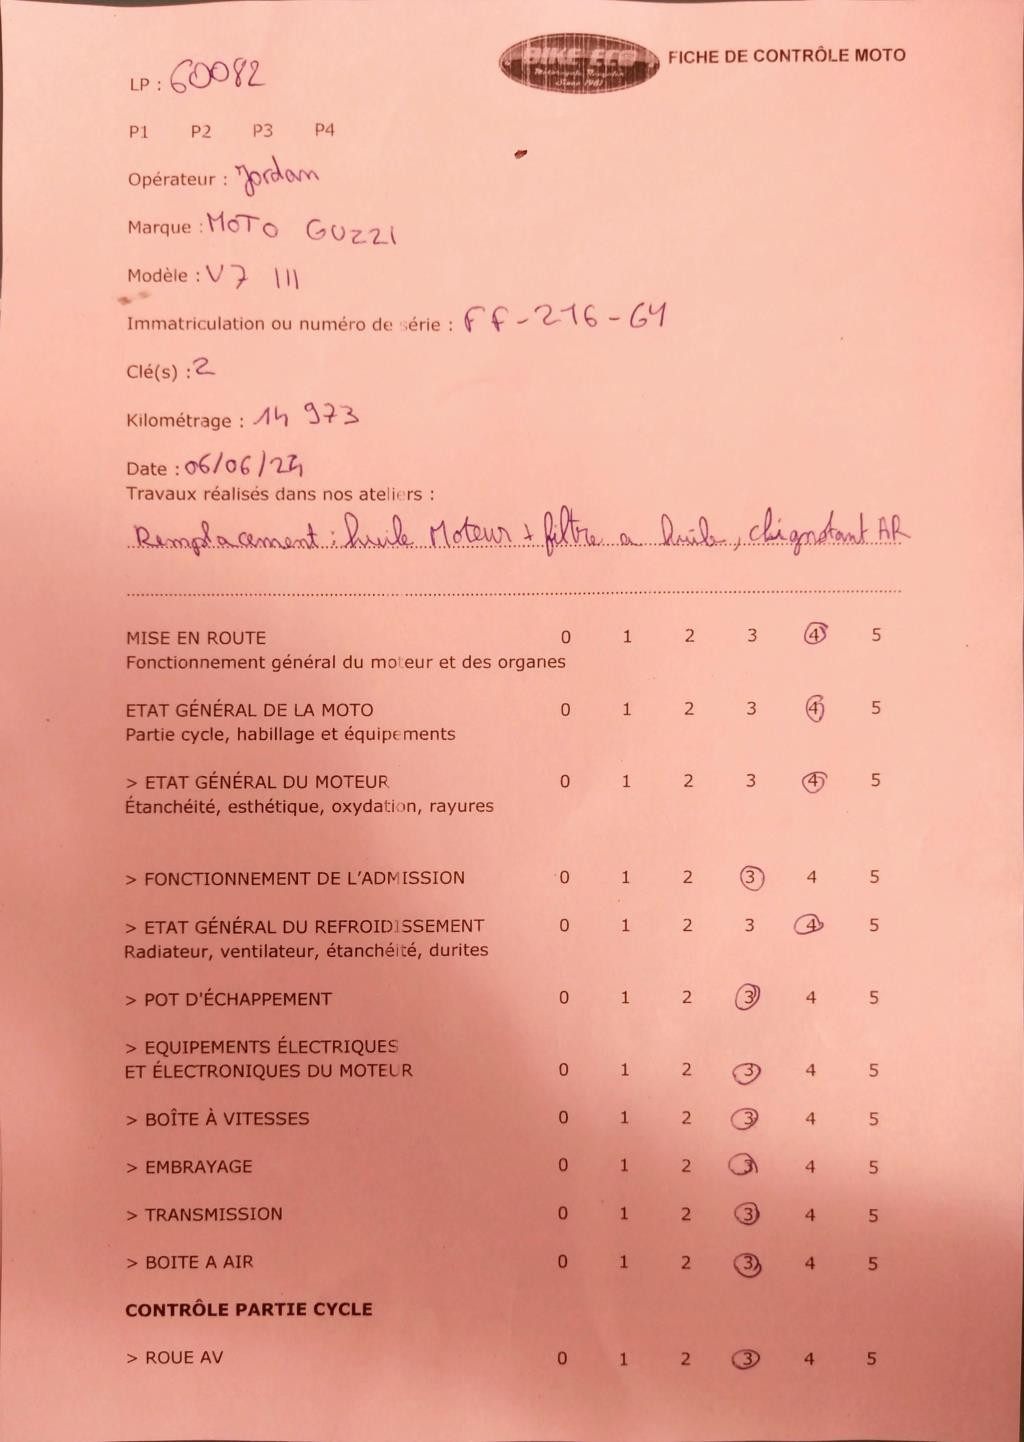 BIKE ECO
FICHE DE CONTRÔLE MOTO
LP : 60082
P1 P2 P3 P4
Opérateur : Jordan
Marque : MOTO GUZZI
Modèle : V7 III
Immatriculation ou numéro de série : FF-216-GY
Clé(s) : 2
Kilométrage : 14 973
Date : 06/06/24
Travaux réalisés dans nos ateliers :
Remplacement : huile Moteur + filtre a huile, clignotant AR
MISE EN ROUTE 0 1 2 3 4 5
Fonctionnement général du moteur et des organes
ETAT GÉNÉRAL DE LA MOTO 0 1 2 3 4 5
Partie cycle, habillage et équipements
> ETAT GÉNÉRAL DU MOTEUR 0 1 2 3 4 5
Étanchéité, esthétique, oxydation, rayures
> FONCTIONNEMENT DE L'ADMISSION 0 1 2 3 4 5
> ETAT GÉNÉRAL DU REFROIDISSEMENT 0 1 2 3 4 5
Radiateur, ventilateur, étanchéité, durites
> POT D'ÉCHAPPEMENT 0 1 2 3 4 5
> EQUIPEMENTS ÉLECTRIQUES
ET ÉLECTRONIQUES DU MOTEUR 0 1 2 3 4 5
> BOÎTE À VITESSES 0 1 2 3 4 5
> EMBRAYAGE 0 1 2 3 4 5
> TRANSMISSION 0 1 2 3 4 5
> BOITE A AIR 0 1 2 3 4 5
CONTRÔLE PARTIE CYCLE
> ROUE AV 0 1 2 3 4 5